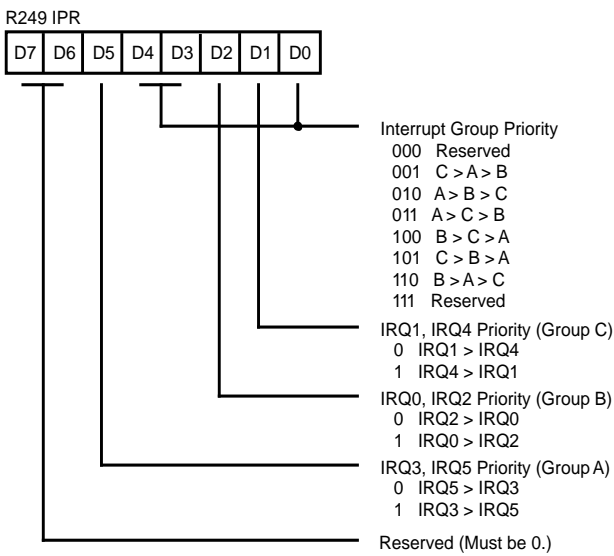 R249 IPR
D7 D6 D5 D4 D3 D2 D1 D0
Interrupt Group Priority
000 Reserved
001 C > A > B
010 A > B > C
011 A > C > B
100 B > C > A
101 C > B > A
110 B > A > C
111 Reserved
IRQ1, IRQ4 Priority (Group C)
0 IRQ1 > IRQ4
1 IRQ4 > IRQ1
IRQ0, IRQ2 Priority (Group B)
0 IRQ2 > IRQ0
1 IRQ0 > IRQ2
IRQ3, IRQ5 Priority (Group A)
0 IRQ5 > IRQ3
1 IRQ3 > IRQ5
Reserved (Must be 0.)